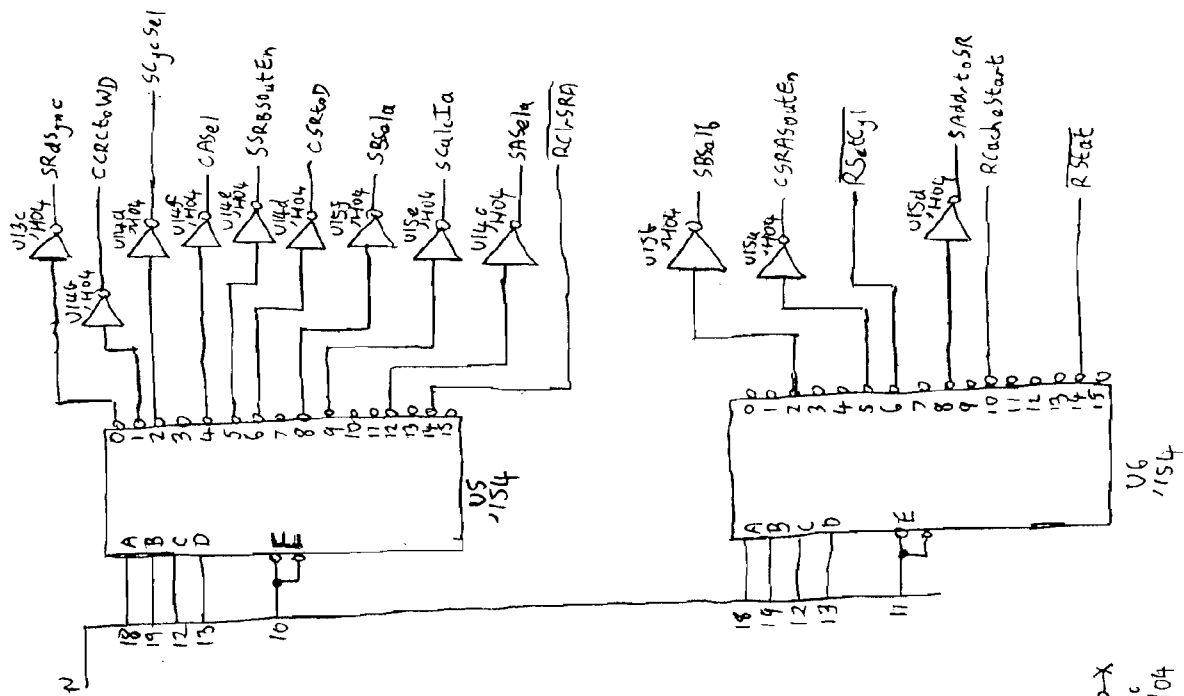 U13c
'H04
SRdSync
U14b
'H04
CCRCtoWD
U14a
'H04
SCycSel
U14f
'H04
CASel
U14e
'H04
SSRBSOutEn
U14d
'H04
CSRtoD
U15f
'H04
SBSela
U15e
'H04
SCalcIa
U14c
'H04
SASela
RClrSRA
0 1 2 3 4 5 6 7 8 9 10 11 12 13 14 15
A B C D E
U5
'154
18 19 12 13 10
N
U15b
'H04
SBSelb
U15a
'H04
CSRASOutEn
RSetCyl
U15d
'H04
SAddrtoSR
RCacheStart
RStat
0 1 2 3 4 5 6 7 8 9 10 11 12 13 14 15
A B C D E
U6
'154
18 19 12 13 11
X
c
'04